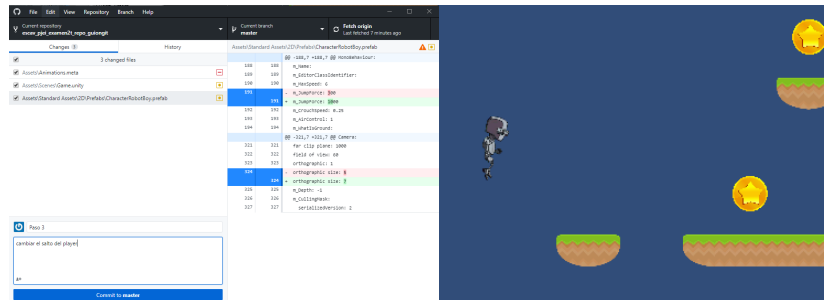 File Edit View Repository Branch Help
Current repository
escav_pjei_examen2t_repo_guiongit
Current branch
master
Fetch origin
Last fetched 7 minutes ago
Changes 3
History
3 changed files
Assets\Animations.meta
Assets\Scenes\Game.unity
Assets\Standard Assets\2D\Prefabs\CharacterRobotBoy.prefab
Assets\Standard Assets\2D\Prefabs\CharacterRobotBoy.prefab
@@ -188,7 +188,7 @@ MonoBehaviour:
188 188 m_Name:
189 189 m_EditorClassIdentifier:
190 190 m_MaxSpeed: 6
191 - m_JumpForce: 800
191 + m_JumpForce: 1000
192 192 m_CrouchSpeed: 0.25
193 193 m_AirControl: 1
194 194 m_WhatIsGround:
@@ -321,7 +321,7 @@ Camera:
321 321 far clip plane: 1000
322 322 field of view: 60
323 323 orthographic: 1
324 - orthographic size:
324 + orthographic size: 7
325 325 m_Depth: -1
326 326 m_CullingMask:
327 327 serializedVersion: 2
Paso 3
cambiar el salto del player
Commit to master